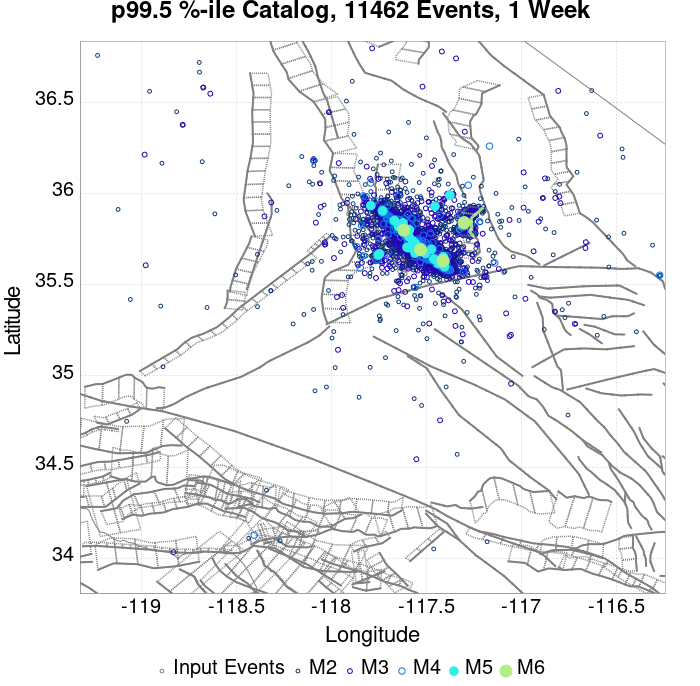 p99.5 %-ile Catalog, 11462 Events, 1 Week
36.5
36
35.5
35
34.5
34
Latitude
-119 -118.5 -118 -117.5 -117 -116.5
Longitude
Input Events M2 M3 M4 M5 M6